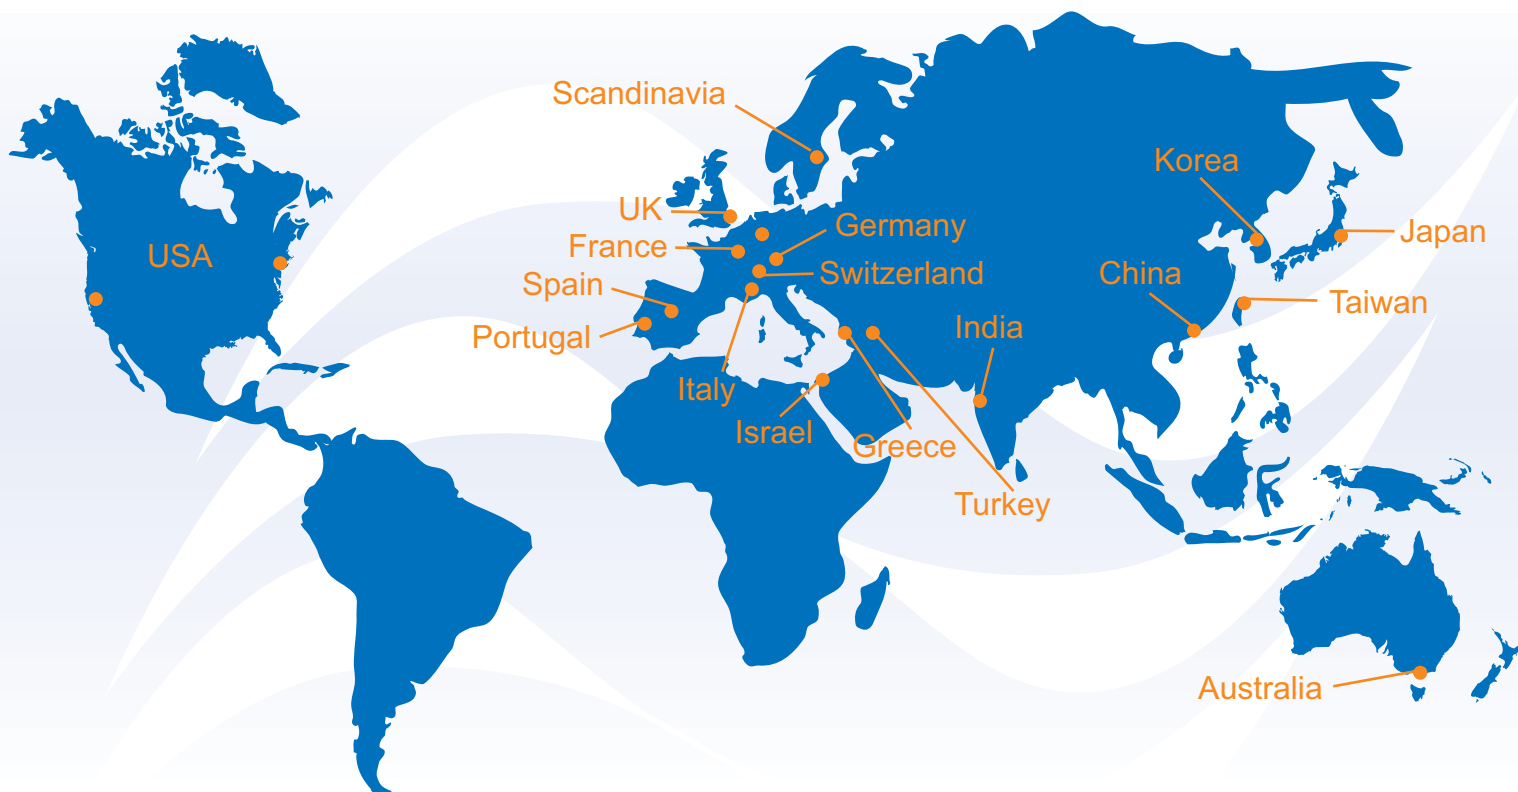 Scandinavia
Korea
UK
Germany
Japan
France
USA
Switzerland
China
Spain
Taiwan
India
Portugal
Italy
Israel
Greece
Turkey
Australia